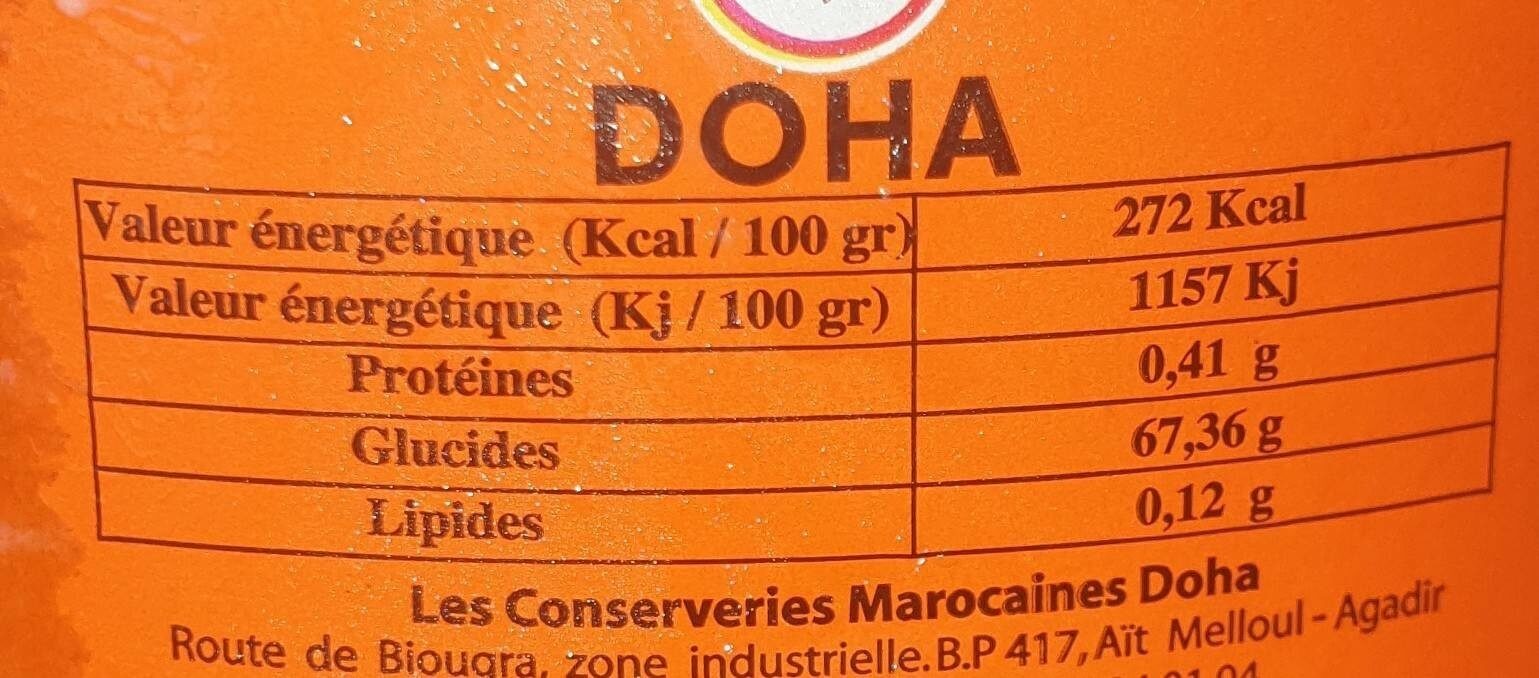 DOHA
Valeur énergétique (Kcal / 100 gr) 272 Kcal
Valeur énergétique (Kj / 100 gr) 1157 Kj
Protéines 0,41 g
Glucides 67,36 g
Lipides 0,12 g
Les Conserveries Marocaines Doha
Route de Biougra, zone industrielle. B.P 417, Aït Melloul - Agadir